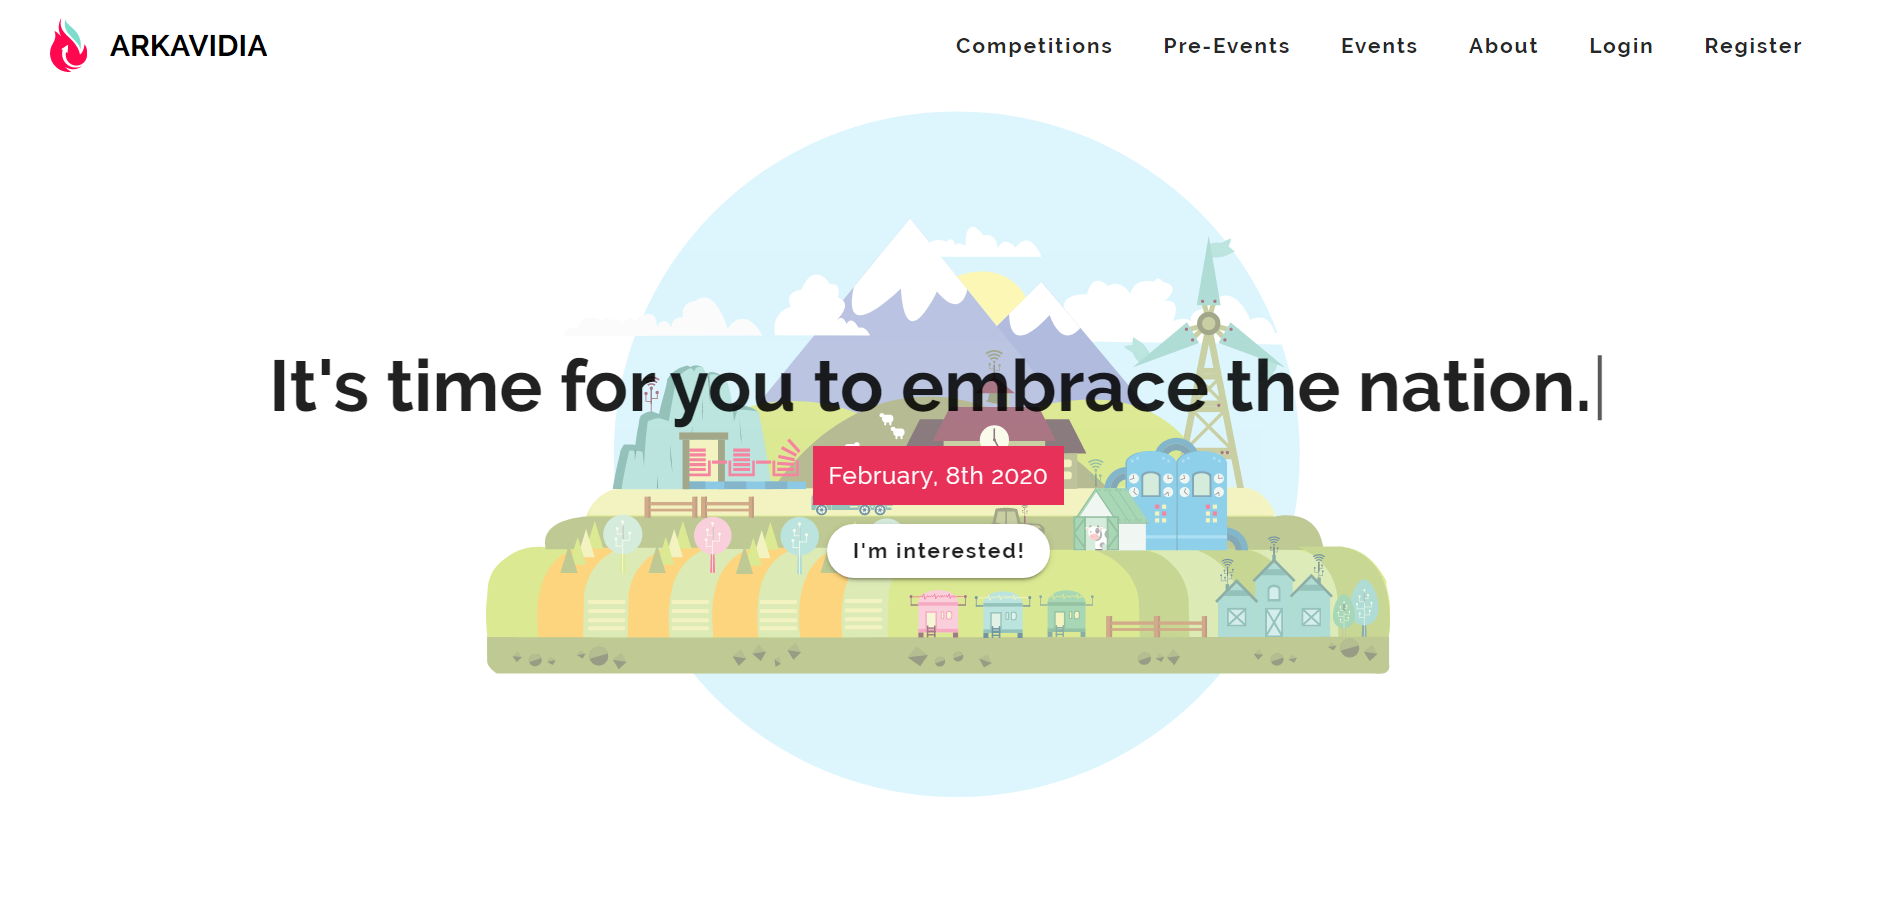 ARKAVIDIA
Competitions Pre-Events Events About Login Register
It's time for you to embrace the nation.|
February, 8th 2020
I'm interested!